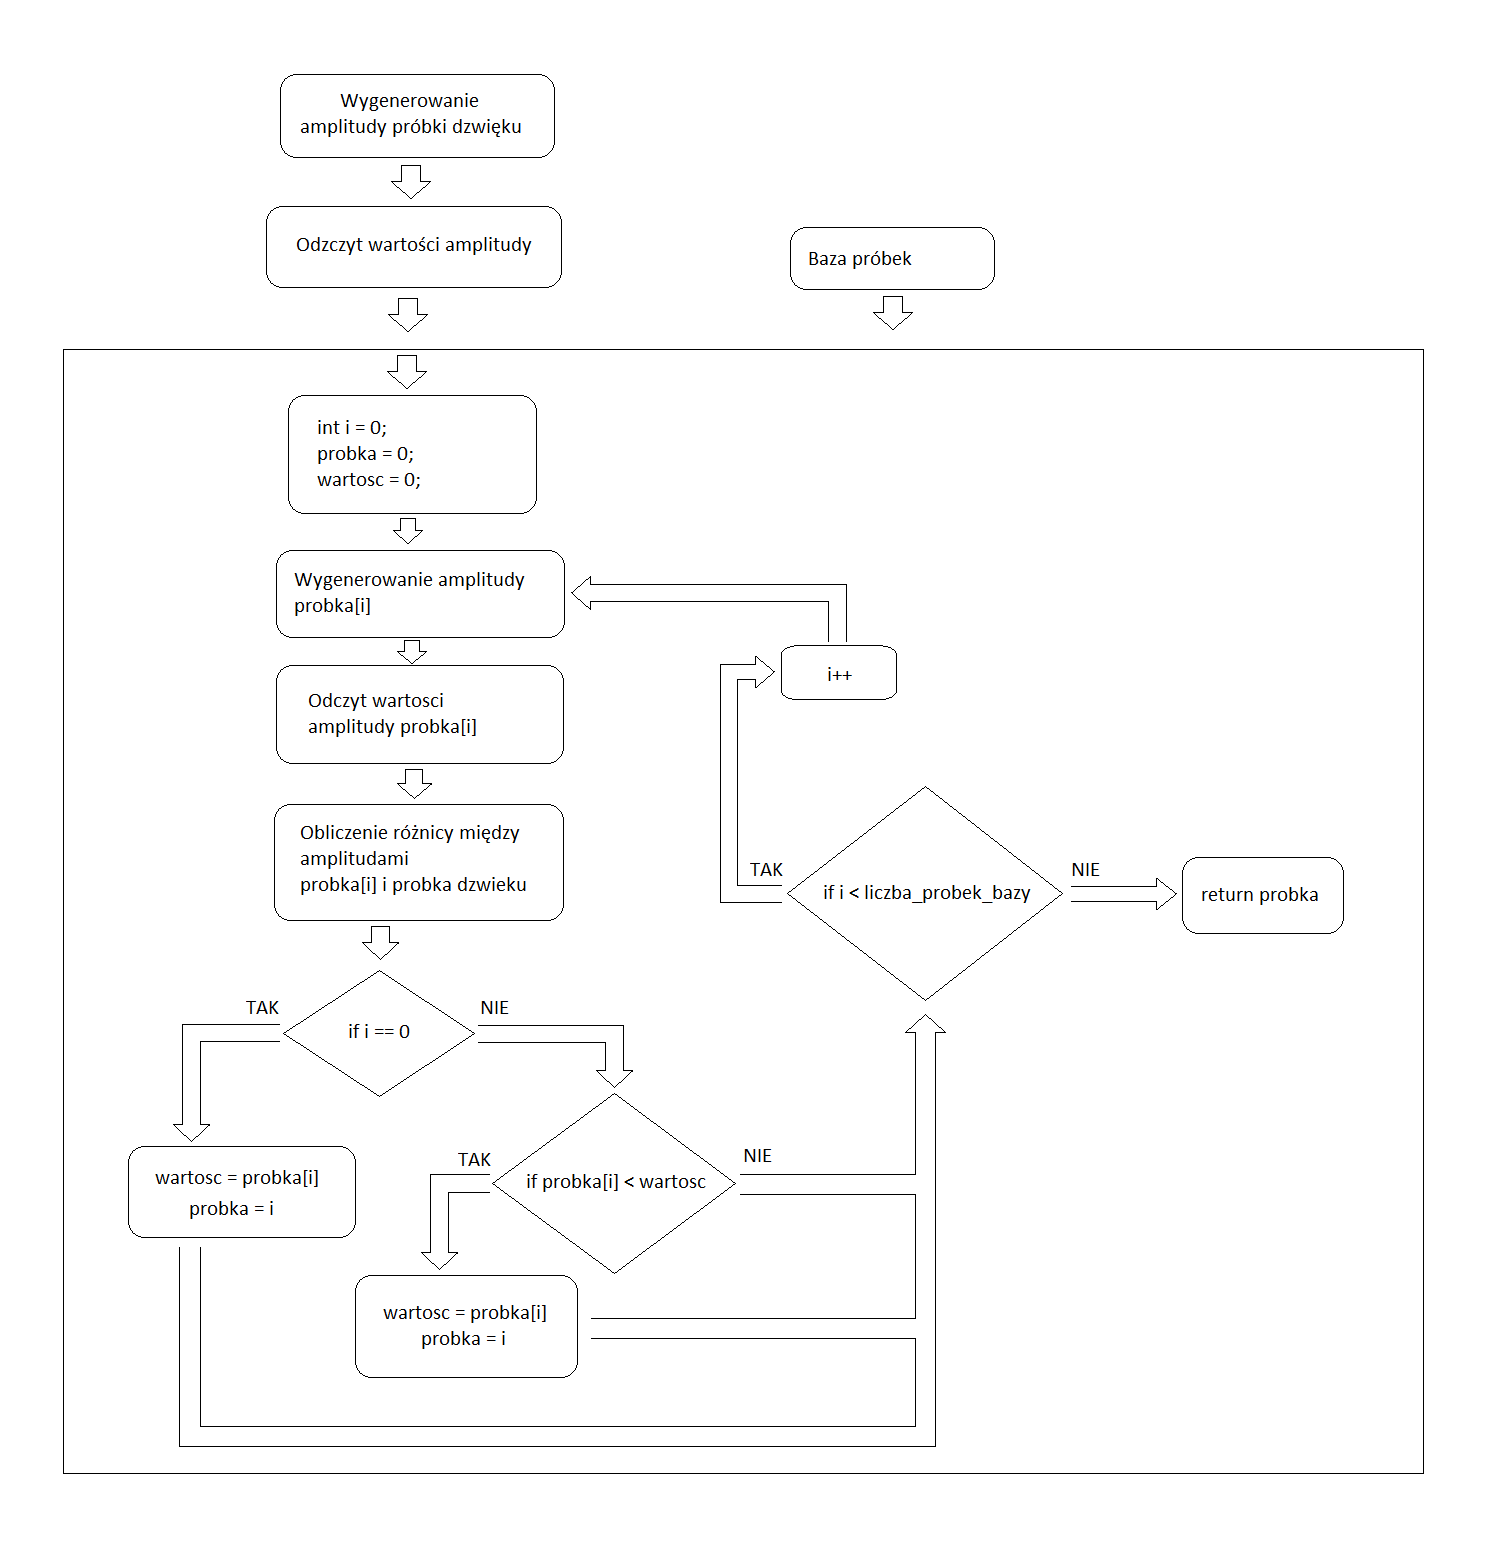 Wygenerowanie
amplitudy próbki dzwięku
Odzczyt wartości amplitudy
Baza próbek
int i = 0;
probka = 0;
wartosc = 0;
Wygenerowanie amplitudy
probka[i]
i++
Odczyt wartosci
amplitudy probka[i]
Obliczenie różnicy między
amplitudami
probka[i] i probka dzwieku
TAK
if i < liczba_probek_bazy
NIE
return probka
TAK
if i == 0
NIE
wartosc = probka[i]
probka = i
TAK
if probka[i] < wartosc
NIE
wartosc = probka[i]
probka = i